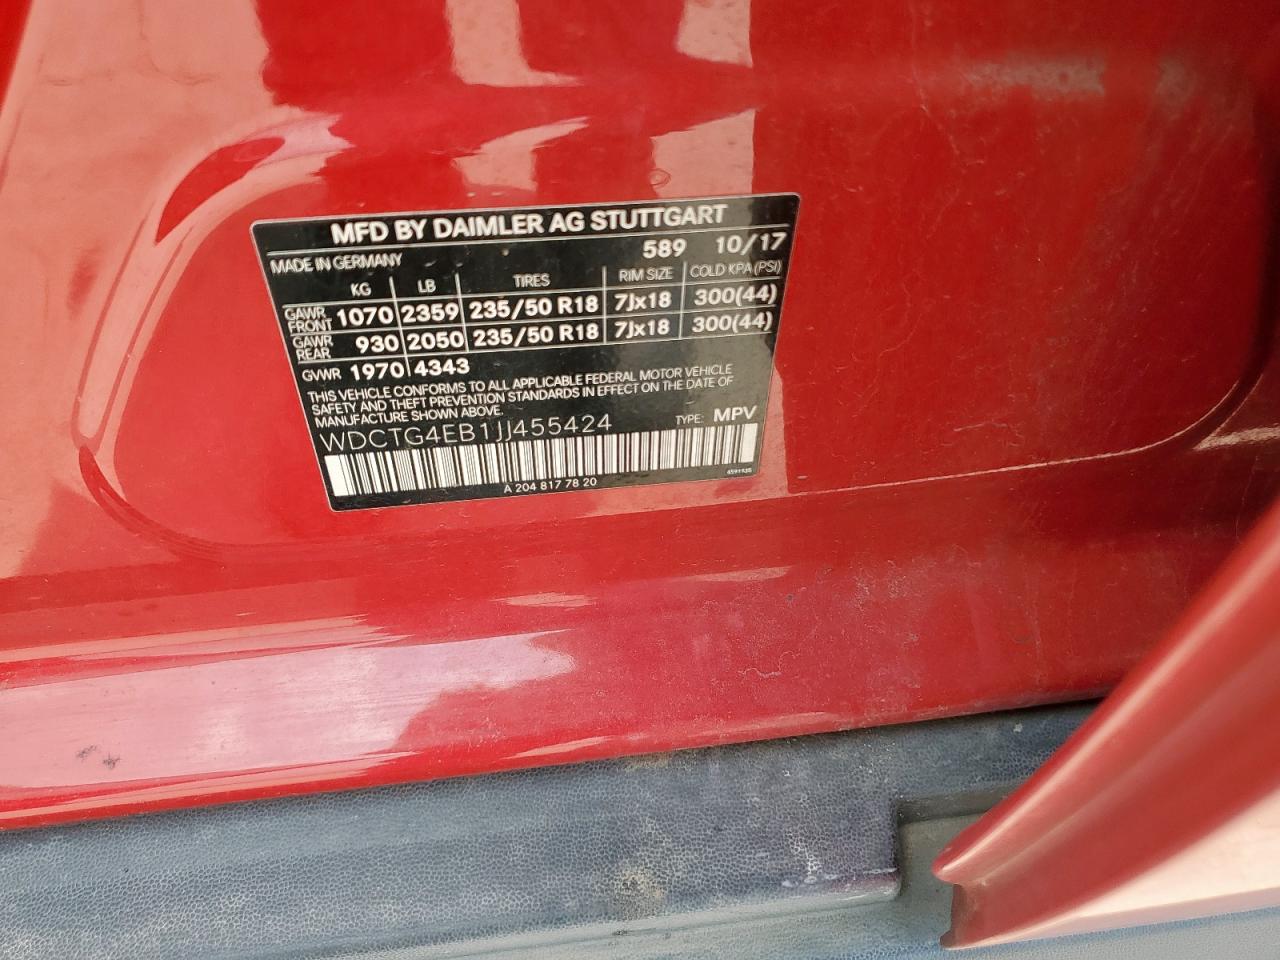 MFD BY DAIMLER AG STUTTGART
MADE IN GERMANY 589 10/17
KG LB TIRES RIM SIZE COLD KPA (PSI)
GAWR FRONT 1070 2359 235/50 R18 7Jx18 300(44)
GAWR REAR 930 2050 235/50 R18 7Jx18 300(44)
GVWR 1970 4343
THIS VEHICLE CONFORMS TO ALL APPLICABLE FEDERAL MOTOR VEHICLE
SAFETY AND THEFT PREVENTION STANDARDS IN EFFECT ON THE DATE OF
MANUFACTURE SHOWN ABOVE.
WDCTG4EB1JJ455424 TYPE: MPV
A 204 817 78 20